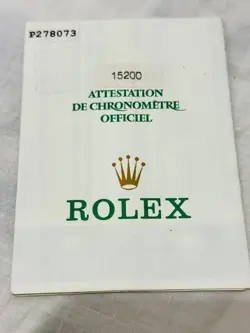 P278073
15200
ATTESTATION
DE CHRONOMÈTRE
OFFICIEL
ROLEX